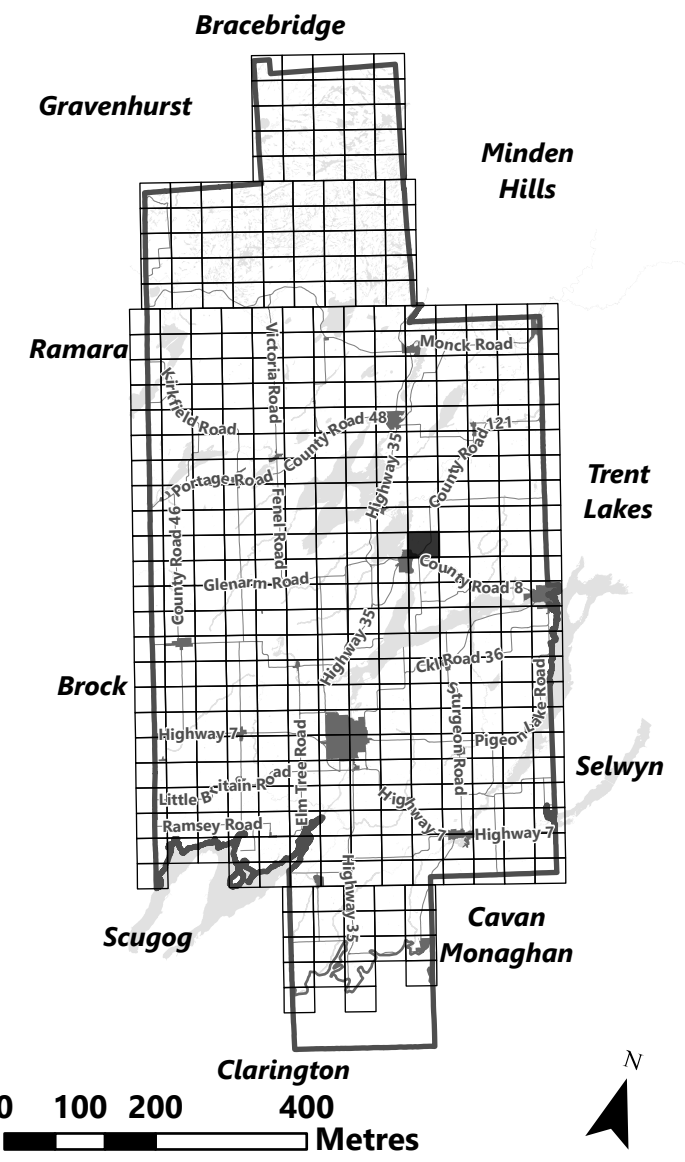 Bracebridge
Gravenhurst
Minden
Hills
Ramara
Monck Road
Victoria Road
Kirkfield Road
County Road 48
County Road 121
Highway 35
Portage Road
Trent
Lakes
Fenel Road
County Road 46
County Road 8
Glenarm Road
Highway 35
Ckl Road 36
Brock
Sturgeon Road
Pigeon Lake Road
Highway 7
Elm Tree Road
Selwyn
Little Britain Road
Highway 7
Ramsey Road
Highway 7
Highway 35
Scugog
Cavan
Monaghan
Clarington
N
0 100 200 400
Metres